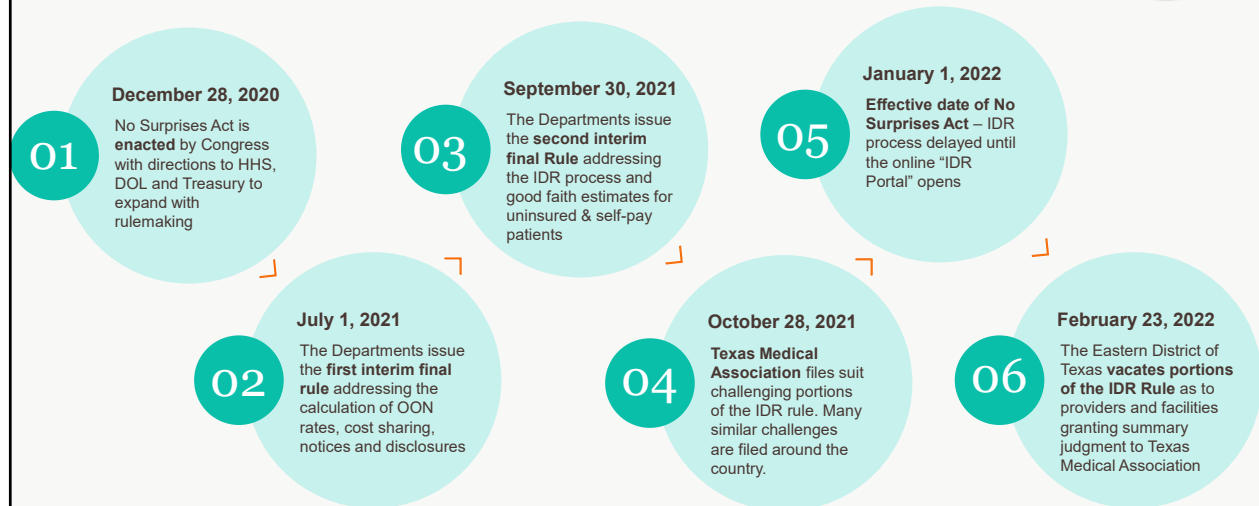 01
December 28, 2020
No Surprises Act is
enacted by Congress
with directions to HHS,
DOL and Treasury to
expand with
rulemaking
02
July 1, 2021
The Departments issue
the first interim final
rule addressing the
calculation of OON
rates, cost sharing,
notices and disclosures
03
September 30, 2021
The Departments issue
the second interim
final Rule addressing
the IDR process and
good faith estimates for
uninsured & self-pay
patients
04
October 28, 2021
Texas Medical
Association files suit
challenging portions
of the IDR rule. Many
similar challenges
are filed around the
country.
05
January 1, 2022
Effective date of No
Surprises Act – IDR
process delayed until
the online “IDR
Portal” opens
06
February 23, 2022
The Eastern District of
Texas vacates portions
of the IDR Rule as to
providers and facilities
granting summary
judgment to Texas
Medical Association